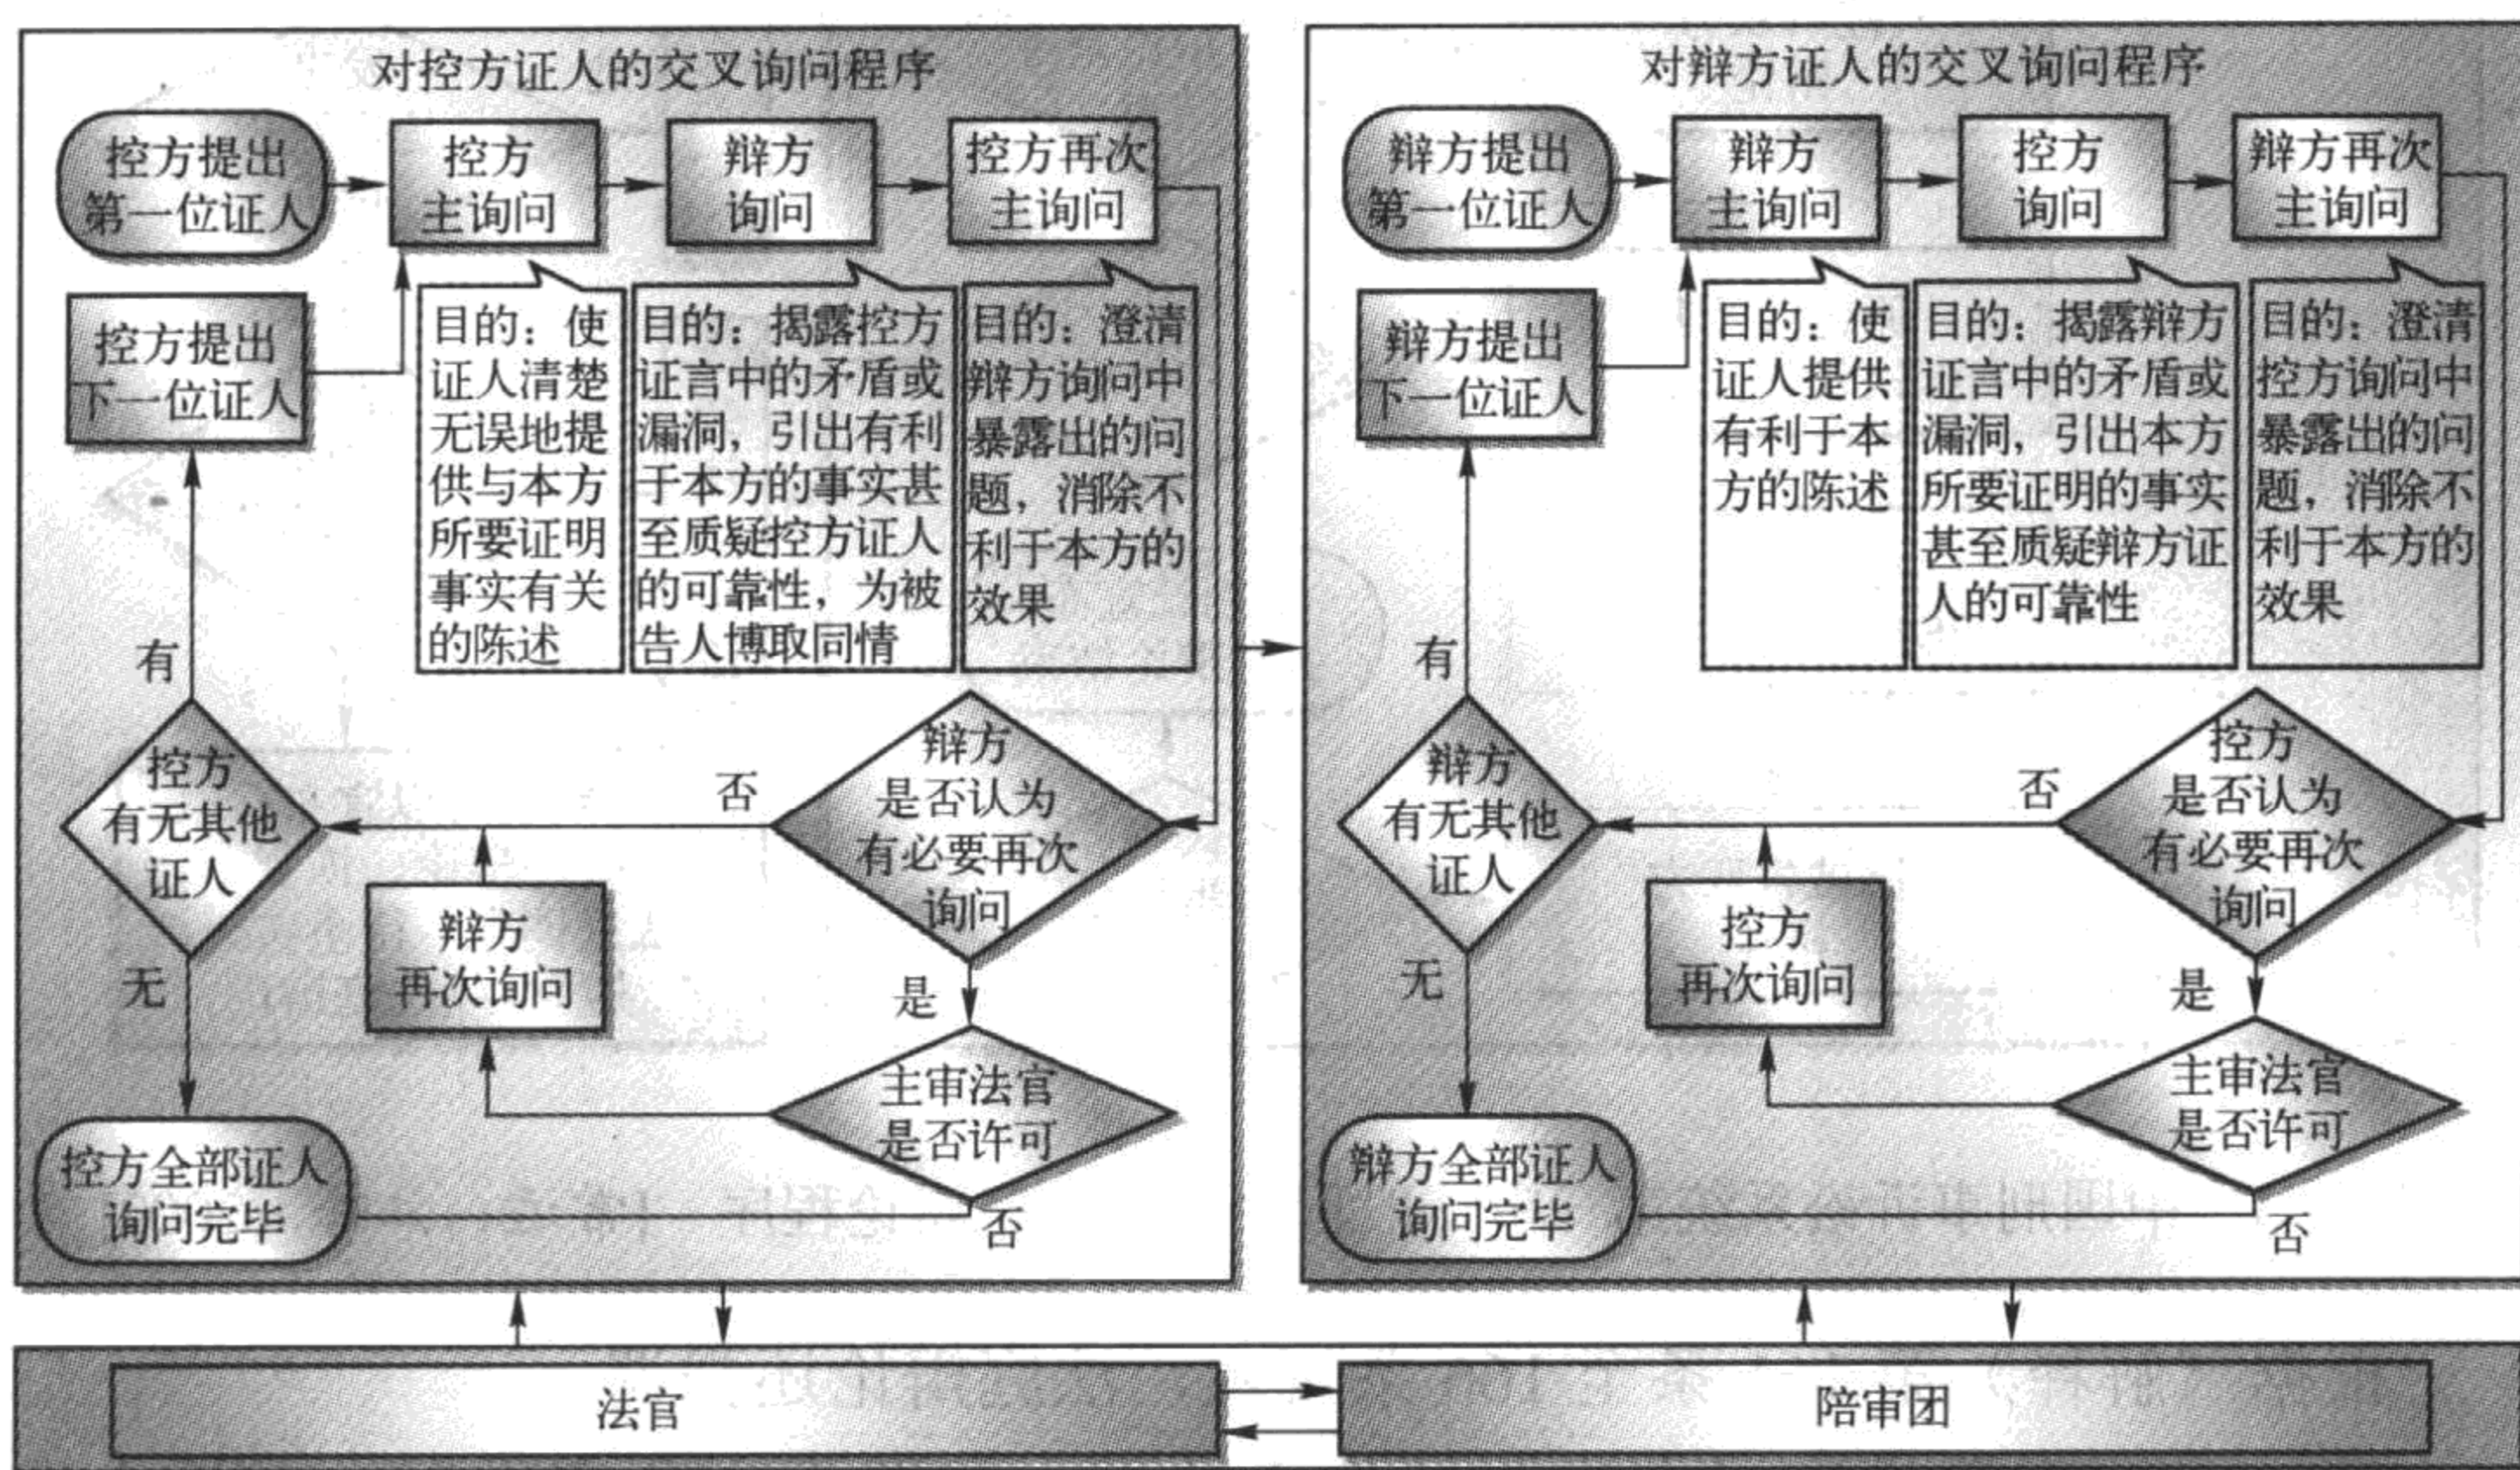 对控方证人的交叉询问程序
控方提出
第一位证人
控方
主询问
辩方
询问
控方再次
主询问
控方提出
下一位证人
目的：使
证人清楚
无误地提
供与本方
所要证明
事实有关
的陈述
目的：揭露控方
证言中的矛盾或
漏洞，引出有利
于本方的事实甚
至质疑控方证人
的可靠性，为被
告人博取同情
目的：澄清
辩方询问中
暴露出的问
题，消除不
利于本方的
效果
有
控方
有无其他
证人
否
辩方
是否认为
有必要再次
询问
辩方
再次询问
无
是
主审法官
是否许可
控方全部证人
询问完毕
否
对辩方证人的交叉询问程序
辩方提出
第一位证人
辩方
主询问
控方
询问
辩方再次
主询问
辩方提出
下一位证人
目的：使
证人提供
有利于本
方的陈述
目的：揭露辩方
证言中的矛盾或
漏洞，引出本方
所要证明的事实
甚至质疑辩方证
人的可靠性
目的：澄清
控方询问中
暴露出的问
题，消除不
利于本方的
效果
有
辩方
有无其他
证人
否
控方
是否认为
有必要再次
询问
控方
再次询问
无
是
主审法官
是否许可
辩方全部证人
询问完毕
否
法官
陪审团